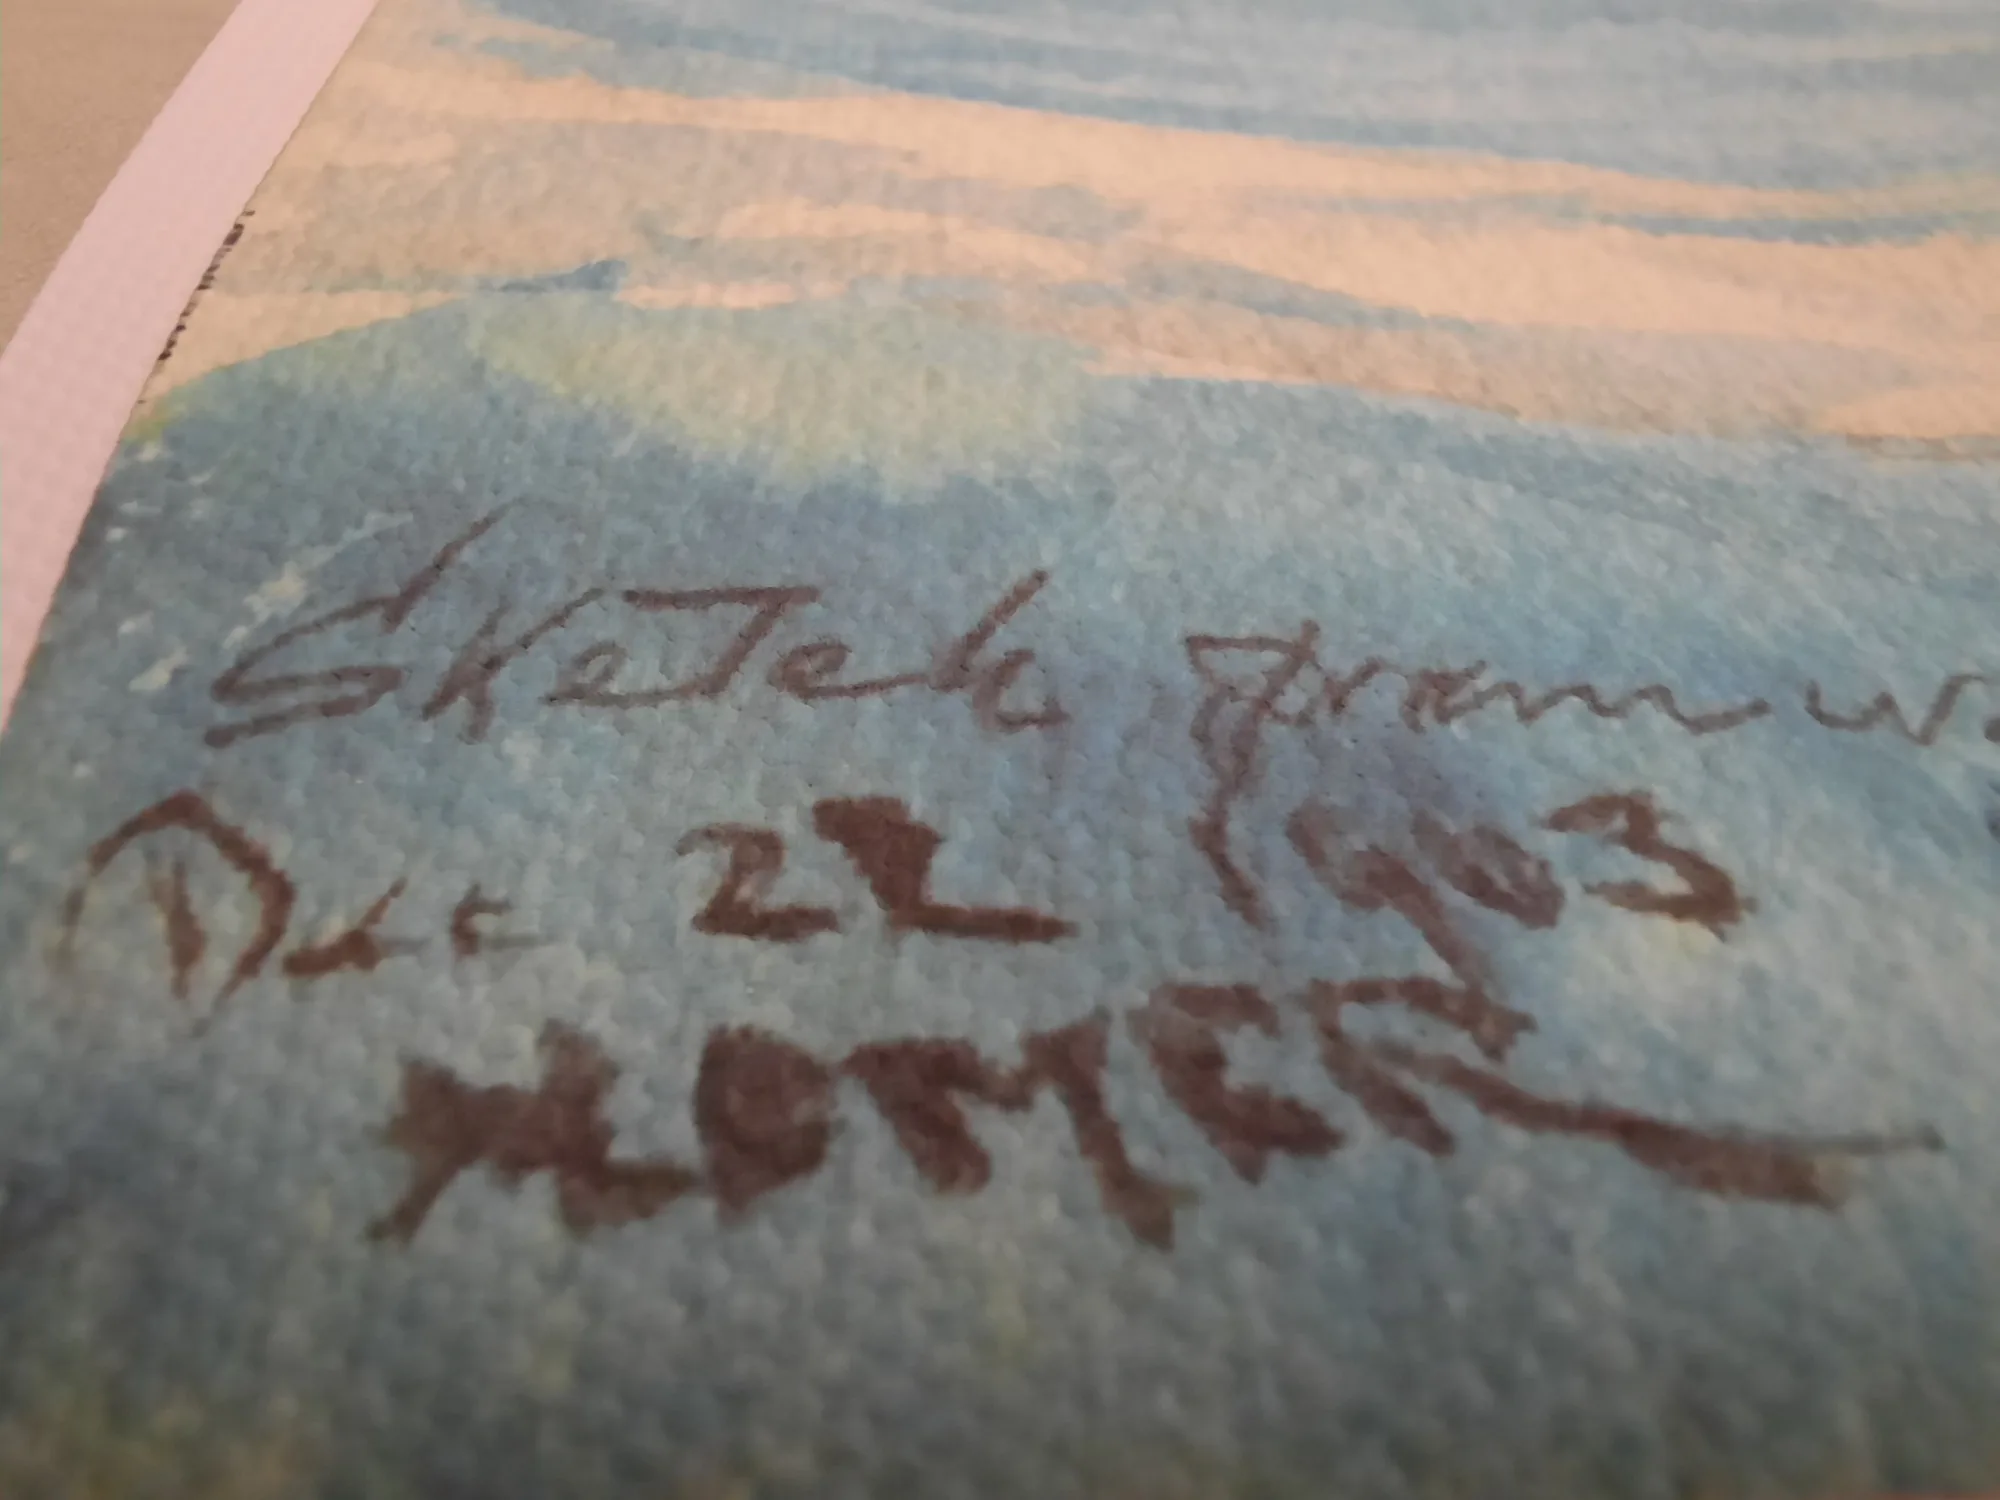 Sketch from
Dec 22 1903
HOMER